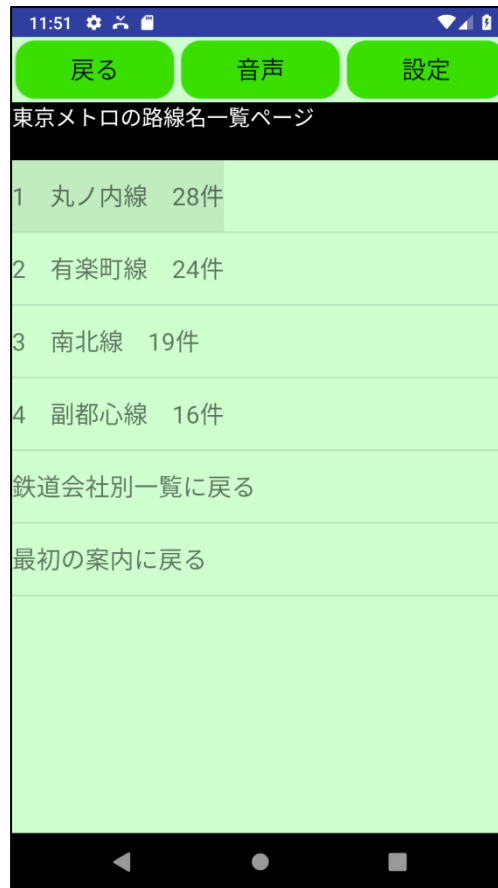 11:51
戻る 音声 設定
東京メトロの路線名一覧ページ
1 丸ノ内線 28件
2 有楽町線 24件
3 南北線 19件
4 副都心線 16件
鉄道会社別一覧に戻る
最初の案内に戻る